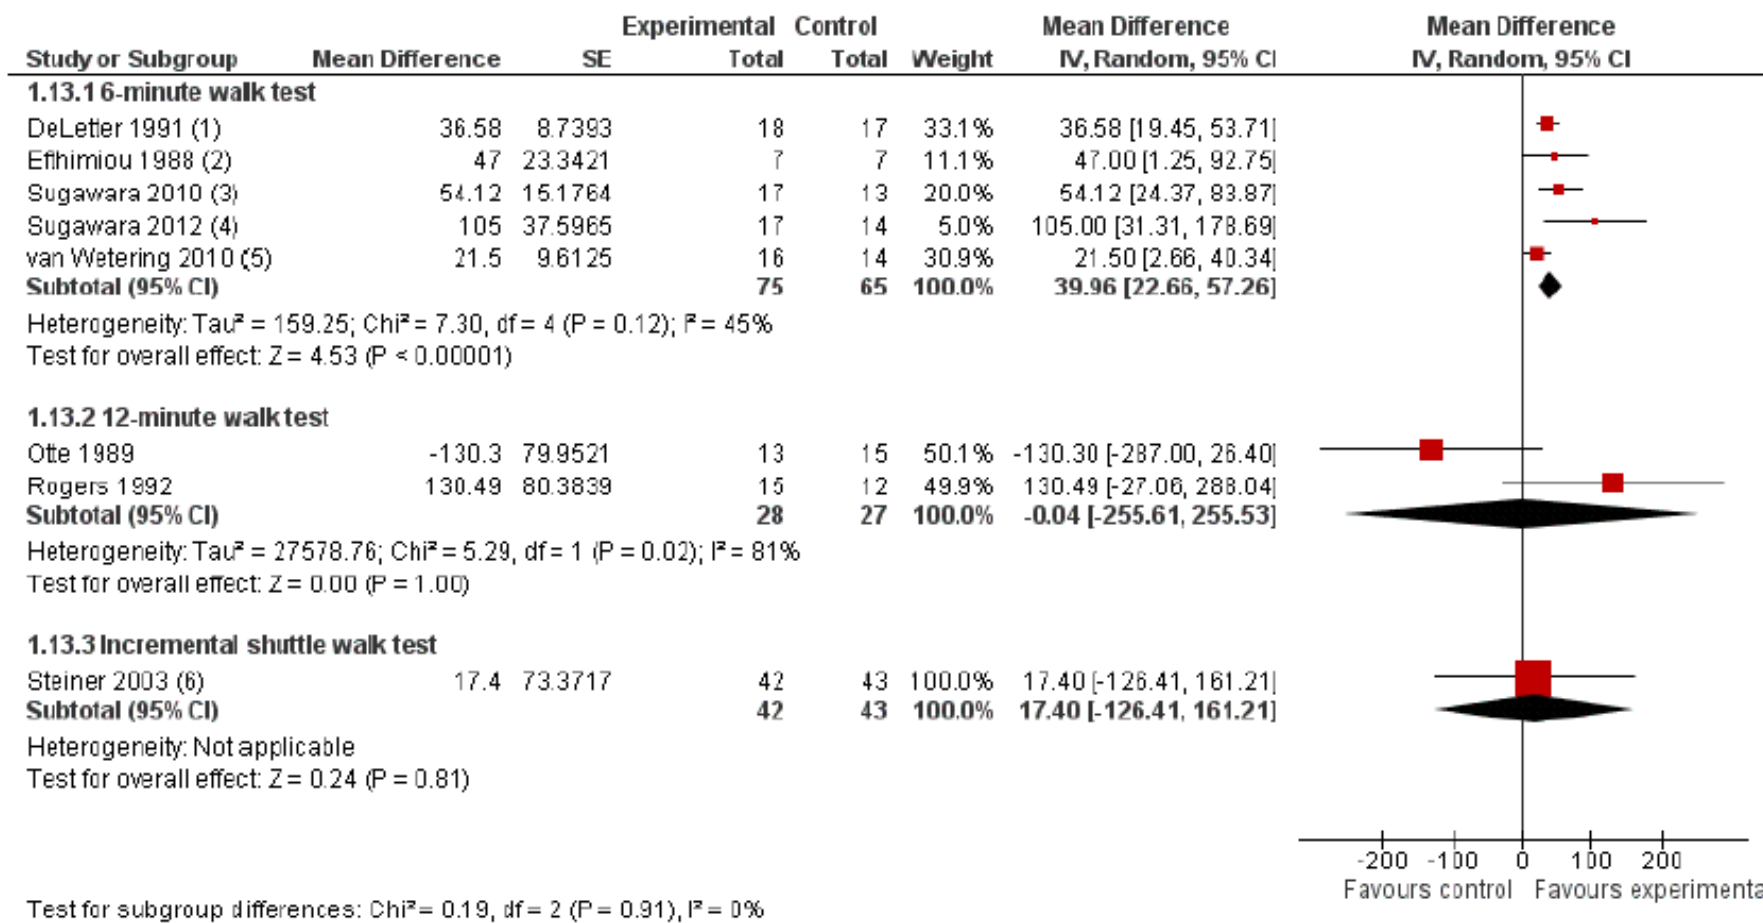 Experimental Control Mean Difference Mean Difference
Study or Subgroup Mean Difference SE Total Total Weight IV, Random, 95% CI IV, Random, 95% CI
1.13.1 6-minute walk test
DeLetter 1991 (1) 36.58 8.7393 18 17 33.1% 36.58 [19.45, 53.71]
Efthimiou 1988 (2) 47 23.3421 7 7 11.1% 47.00 [1.25, 92.75]
Sugawara 2010 (3) 54.12 15.1764 17 13 20.0% 54.12 [24.37, 83.87]
Sugawara 2012 (4) 105 37.5965 17 14 5.0% 105.00 [31.31, 178.69]
van Wetering 2010 (5) 21.5 9.6125 16 14 30.9% 21.50 [2.66, 40.34]
Subtotal (95% CI) 75 65 100.0% 39.96 [22.66, 57.26]
Heterogeneity: Tau² = 159.25; Chi² = 7.30, df = 4 (P = 0.12); I² = 45%
Test for overall effect: Z = 4.53 (P < 0.00001)
1.13.2 12-minute walk test
Otte 1989 -130.3 79.9521 13 15 50.1% -130.30 [-287.00, 26.40]
Rogers 1992 130.49 80.3839 15 12 49.9% 130.49 [-27.06, 288.04]
Subtotal (95% CI) 28 27 100.0% -0.04 [-255.61, 255.53]
Heterogeneity: Tau² = 27578.76; Chi² = 5.29, df = 1 (P = 0.02); I² = 81%
Test for overall effect: Z = 0.00 (P = 1.00)
1.13.3 Incremental shuttle walk test
Steiner 2003 (6) 17.4 73.3717 42 43 100.0% 17.40 [-126.41, 161.21]
Subtotal (95% CI) 42 43 100.0% 17.40 [-126.41, 161.21]
Heterogeneity: Not applicable
Test for overall effect: Z = 0.24 (P = 0.81)
-200 -100 0 100 200
Favours control Favours experimenta
Test for subgroup differences: Chi² = 0.19, df = 2 (P = 0.91), I² = 0%